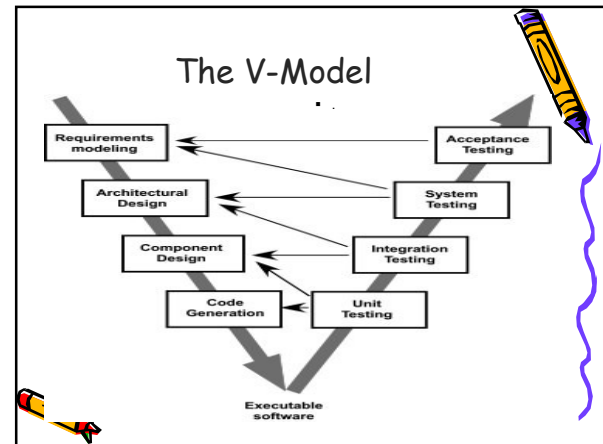 The V-Model
Requirements
modeling
Acceptance
Testing
Architectural
Design
System
Testing
Component
Design
Integration
Testing
Code
Generation
Unit
Testing
Executable
software